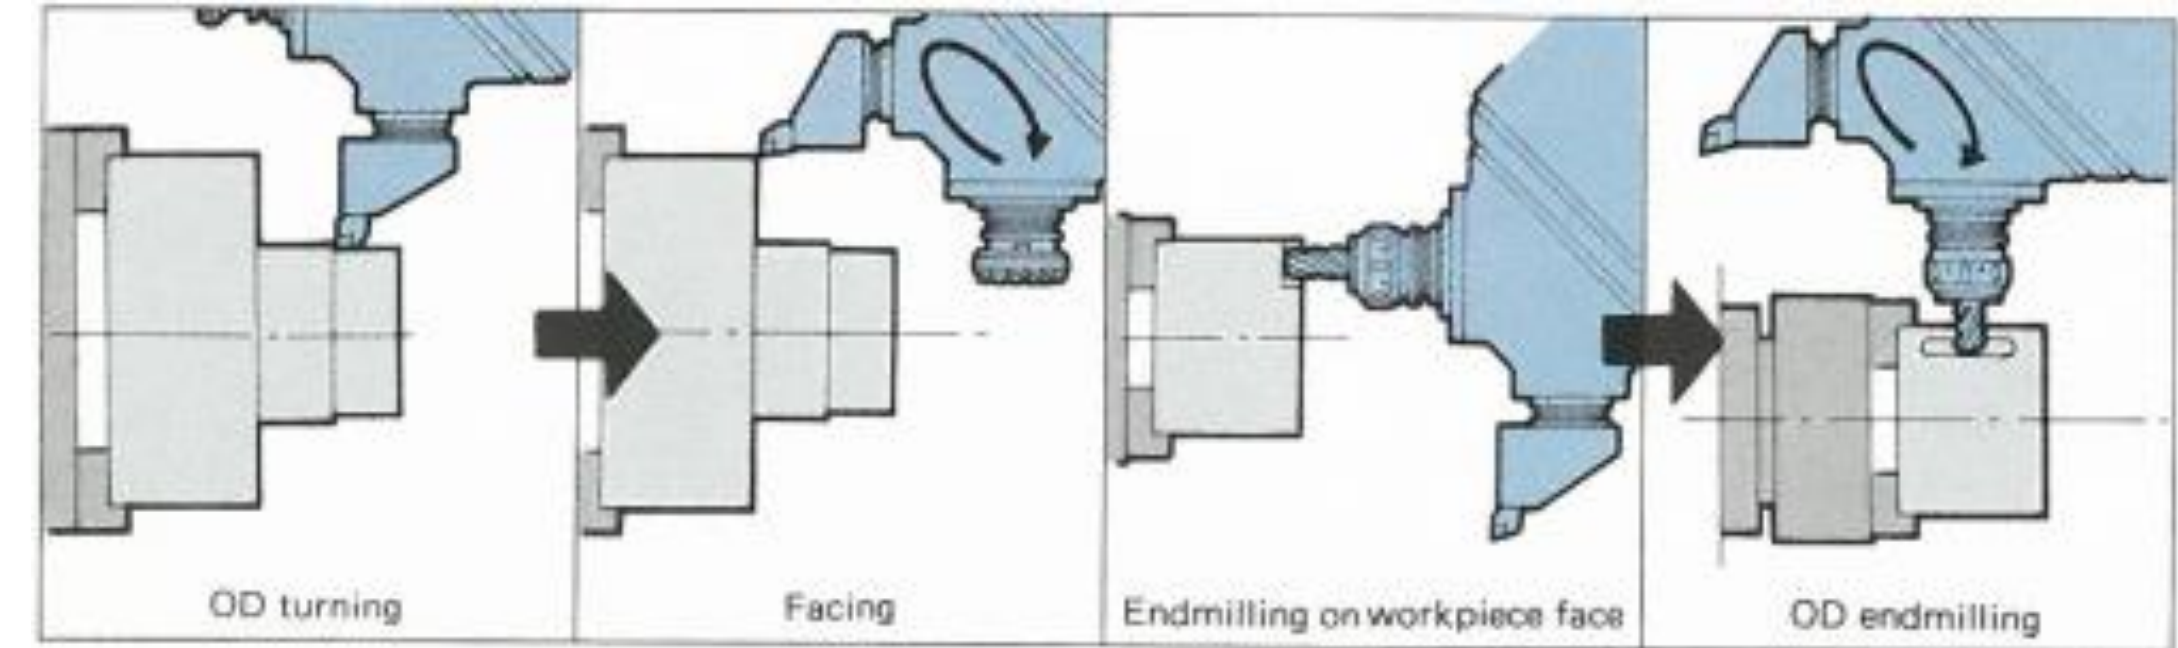 OD turning
Facing
Endmilling on workpiece face
OD endmilling